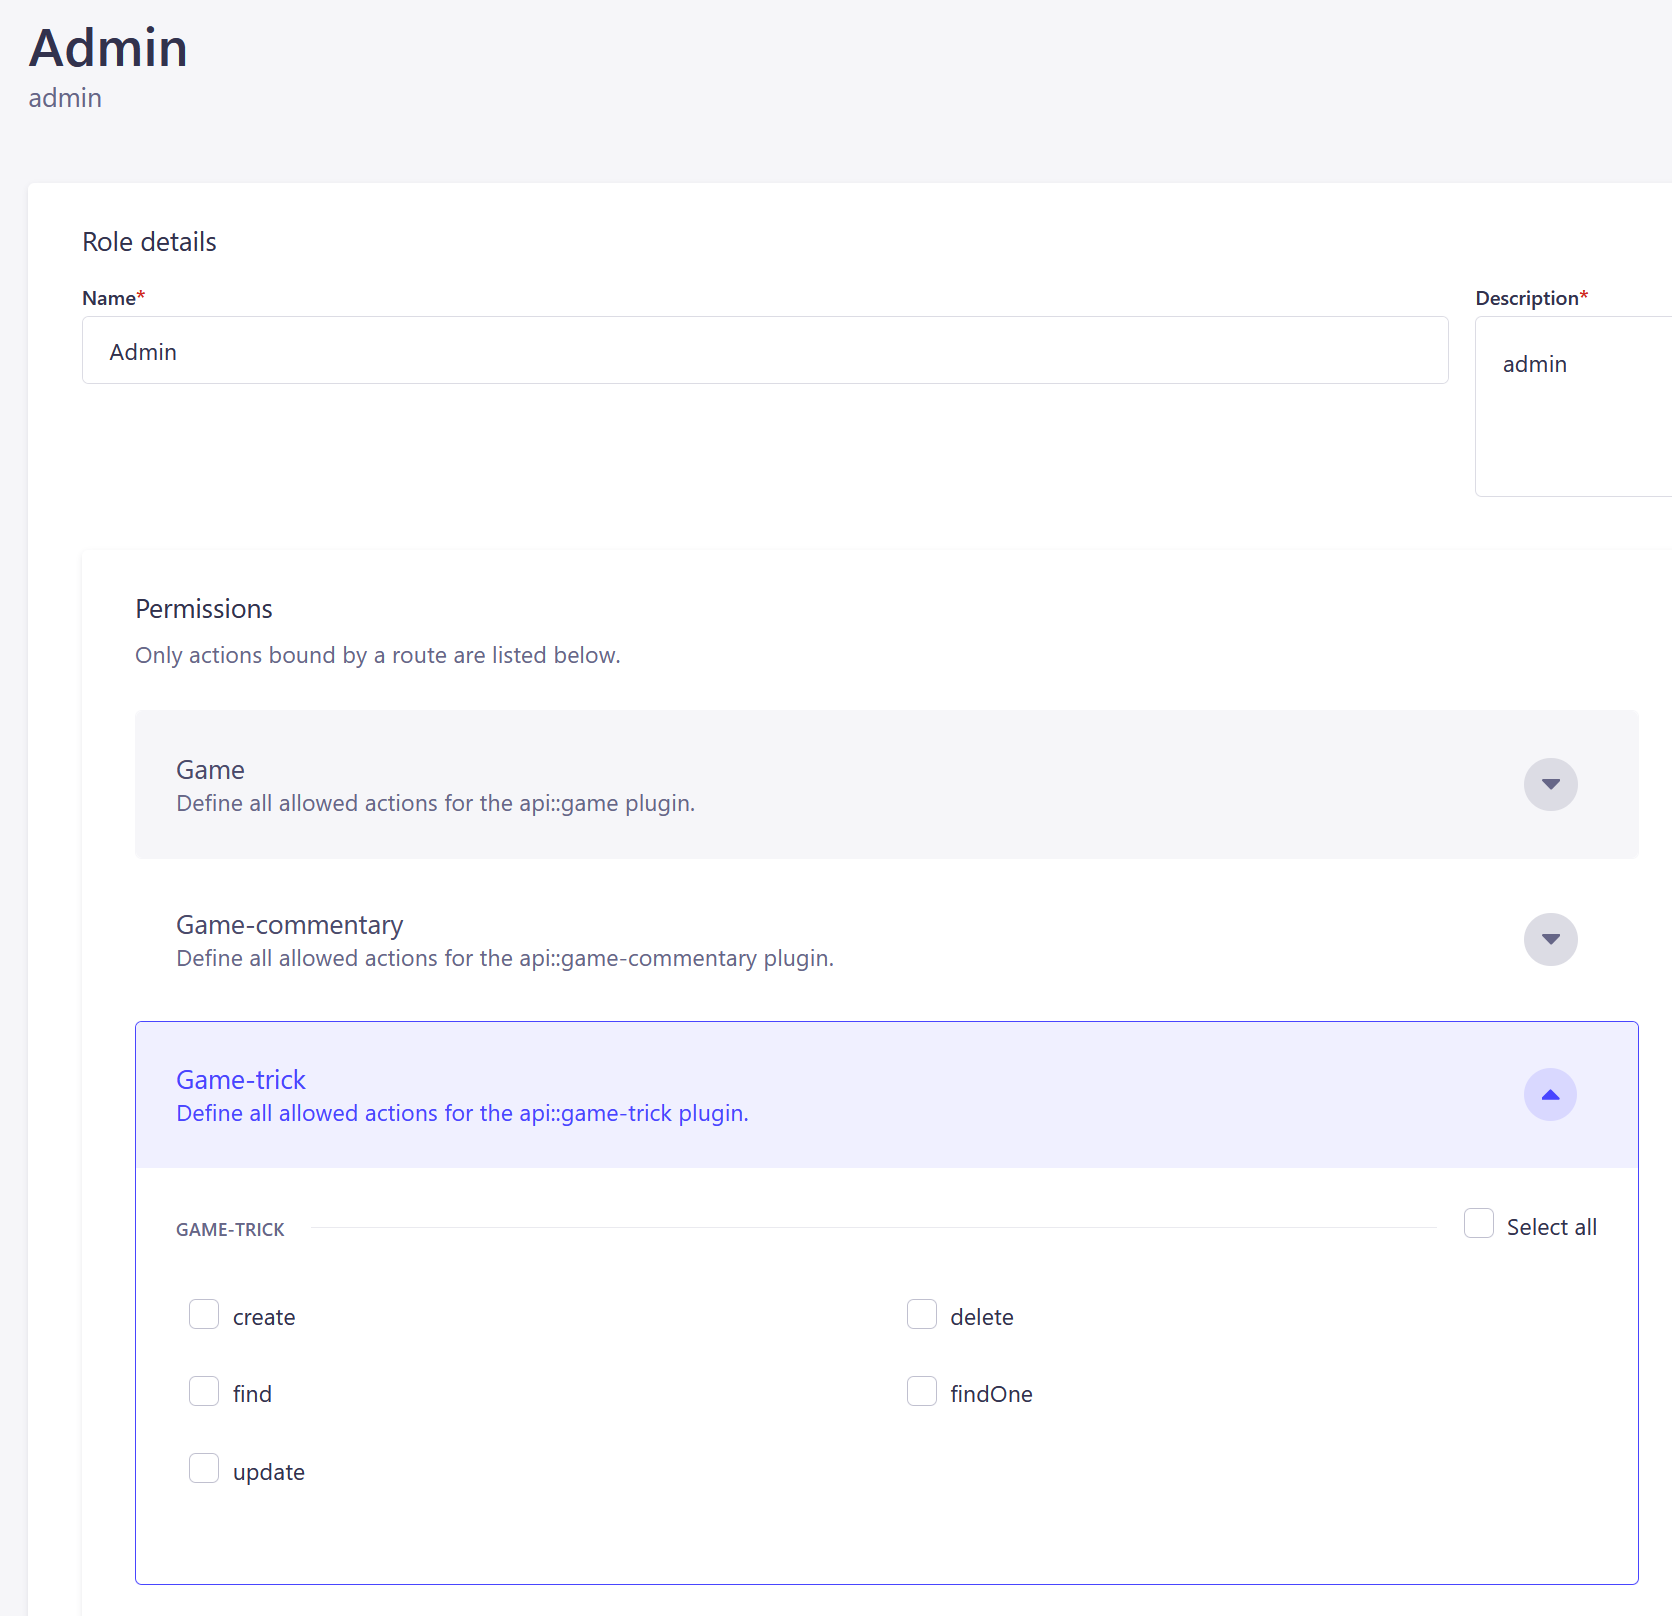 Admin
admin
Role details
Name*
Description*
Admin
admin
Permissions
Only actions bound by a route are listed below.
Game
Define all allowed actions for the api::game plugin.
Game-commentary
Define all allowed actions for the api::game-commentary plugin.
Game-trick
Define all allowed actions for the api::game-trick plugin.
GAME-TRICK
Select all
create
delete
find
findOne
update